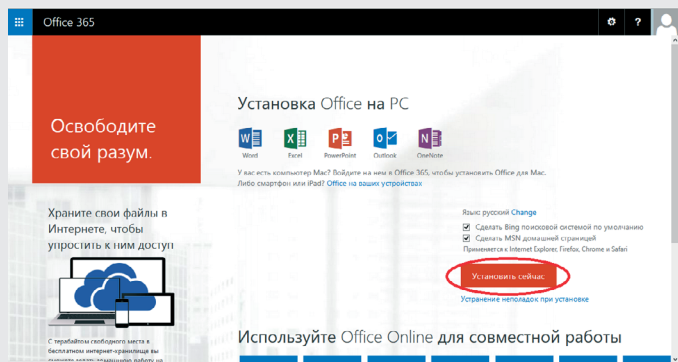 Office 365
?
Освободите
свой разум.
Установка Office на PC
Word Excel PowerPoint Outlook OneNote
У вас есть компьютер Mac? Войдите на нем в Office 365, чтобы установить Office для Mac.
Либо смартфон или iPad? Office на ваших устройствах
Храните свои файлы в
Интернете, чтобы
упростить к ним доступ
Язык: русский Change
Сделать Bing поисковой системой по умолчанию
Сделать MSN домашней страницей
Применяется к Internet Explorer, Firefox, Chrome и Safari
Установить сейчас
Устранение неполадок при установке
С терабайтом свободного места в
бесплатном интернет-хранилище вы
Используйте Office Online для совместной работы